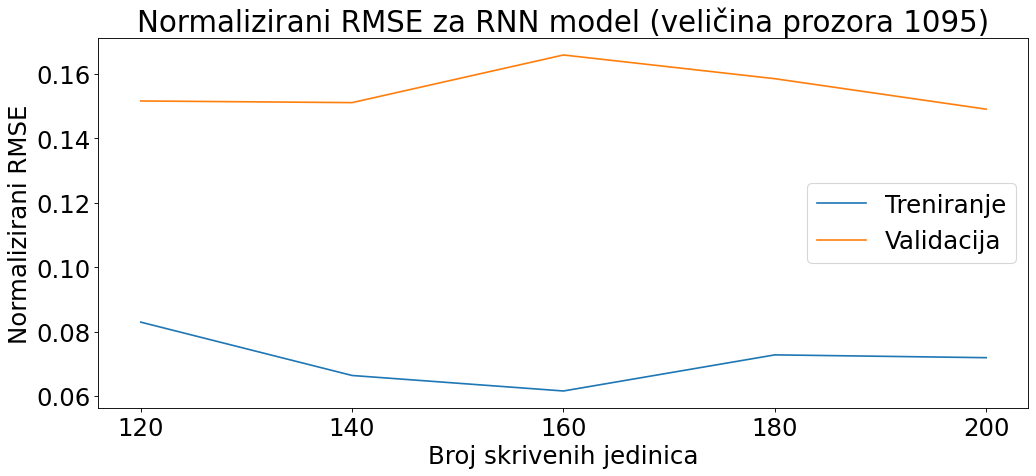 Normalizirani RMSE za RNN model (veličina prozora 1095)
Normalizirani RMSE
0.16
0.14
0.12
0.10
0.08
0.06
Treniranje
Validacija
120 140 160 180 200
Broj skrivenih jedinica